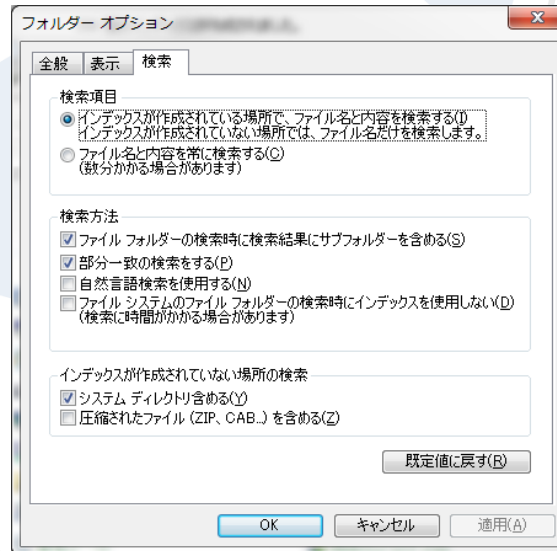 フォルダー オプション
全般 表示 検索
検索項目
インデックスが作成されている場所で、ファイル名と内容を検索する(I)
インデックスが作成されていない場所では、ファイル名だけを検索します。
ファイル名と内容を常に検索する(C)
(数分かかる場合があります)
検索方法
ファイル フォルダーの検索時に検索結果にサブフォルダーを含める(S)
部分一致の検索をする(P)
自然言語検索を使用する(N)
ファイル システムのファイル フォルダーの検索時にインデックスを使用しない(D)
(検索に時間がかかる場合があります)
インデックスが作成されていない場所の検索
システム ディレクトリ含める(Y)
圧縮されたファイル (ZIP、CAB...) を含める(Z)
既定値に戻す(R)
OK キャンセル 適用(A)